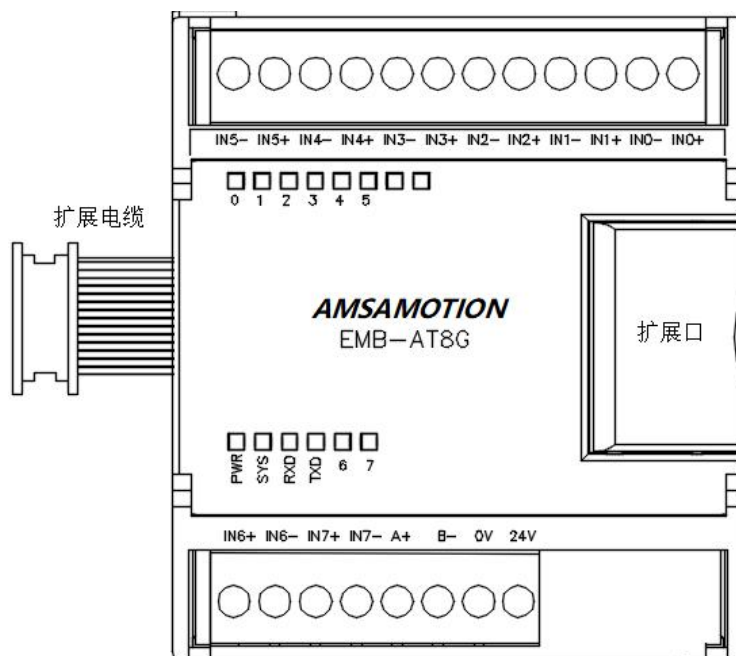 IN5- IN5+ IN4- IN4+ IN3- IN3+ IN2- IN2+ IN1- IN1+ IN0- IN0+
0 1 2 3 4 5
扩展电缆
AMSAMOTION
EMB-AT8G
扩展口
PWR SYS RXD TXD 6 7
IN6+ IN6- IN7+ IN7- A+ B- 0V 24V